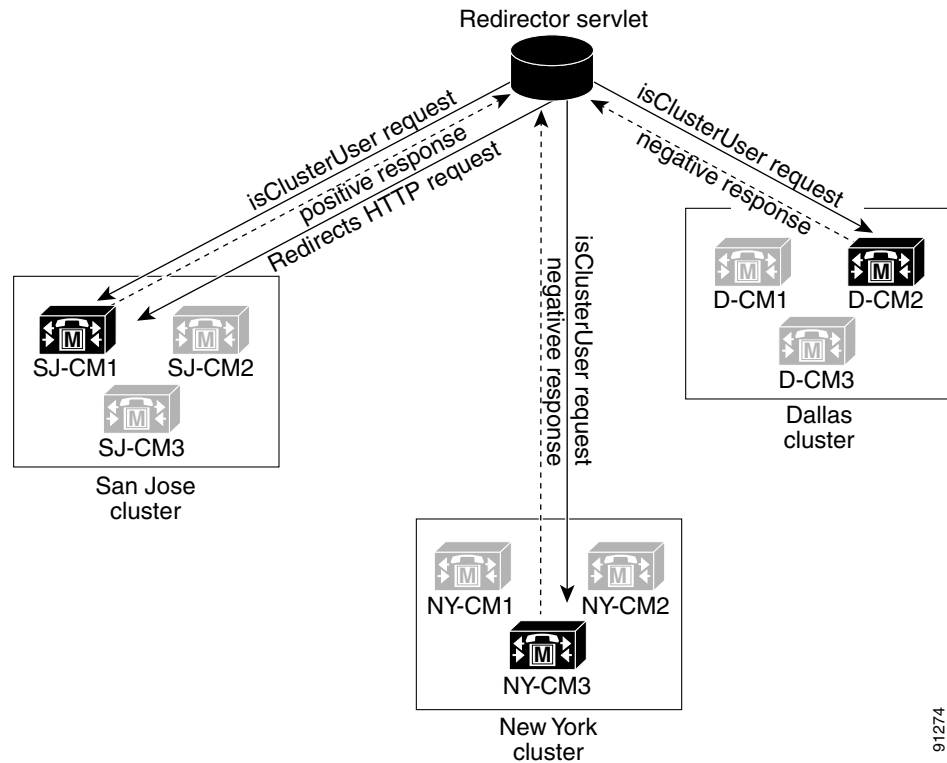 Redirector servlet
isClusterUser request
positive response
Redirects HTTP request
isClusterUser request
negative response
isClusterUser request
negativee response
SJ-CM1
SJ-CM2
SJ-CM3
San Jose
cluster
D-CM1
D-CM2
D-CM3
Dallas
cluster
NY-CM1
NY-CM2
NY-CM3
New York
cluster
M
M
M
M
M
M
M
M
M
91274